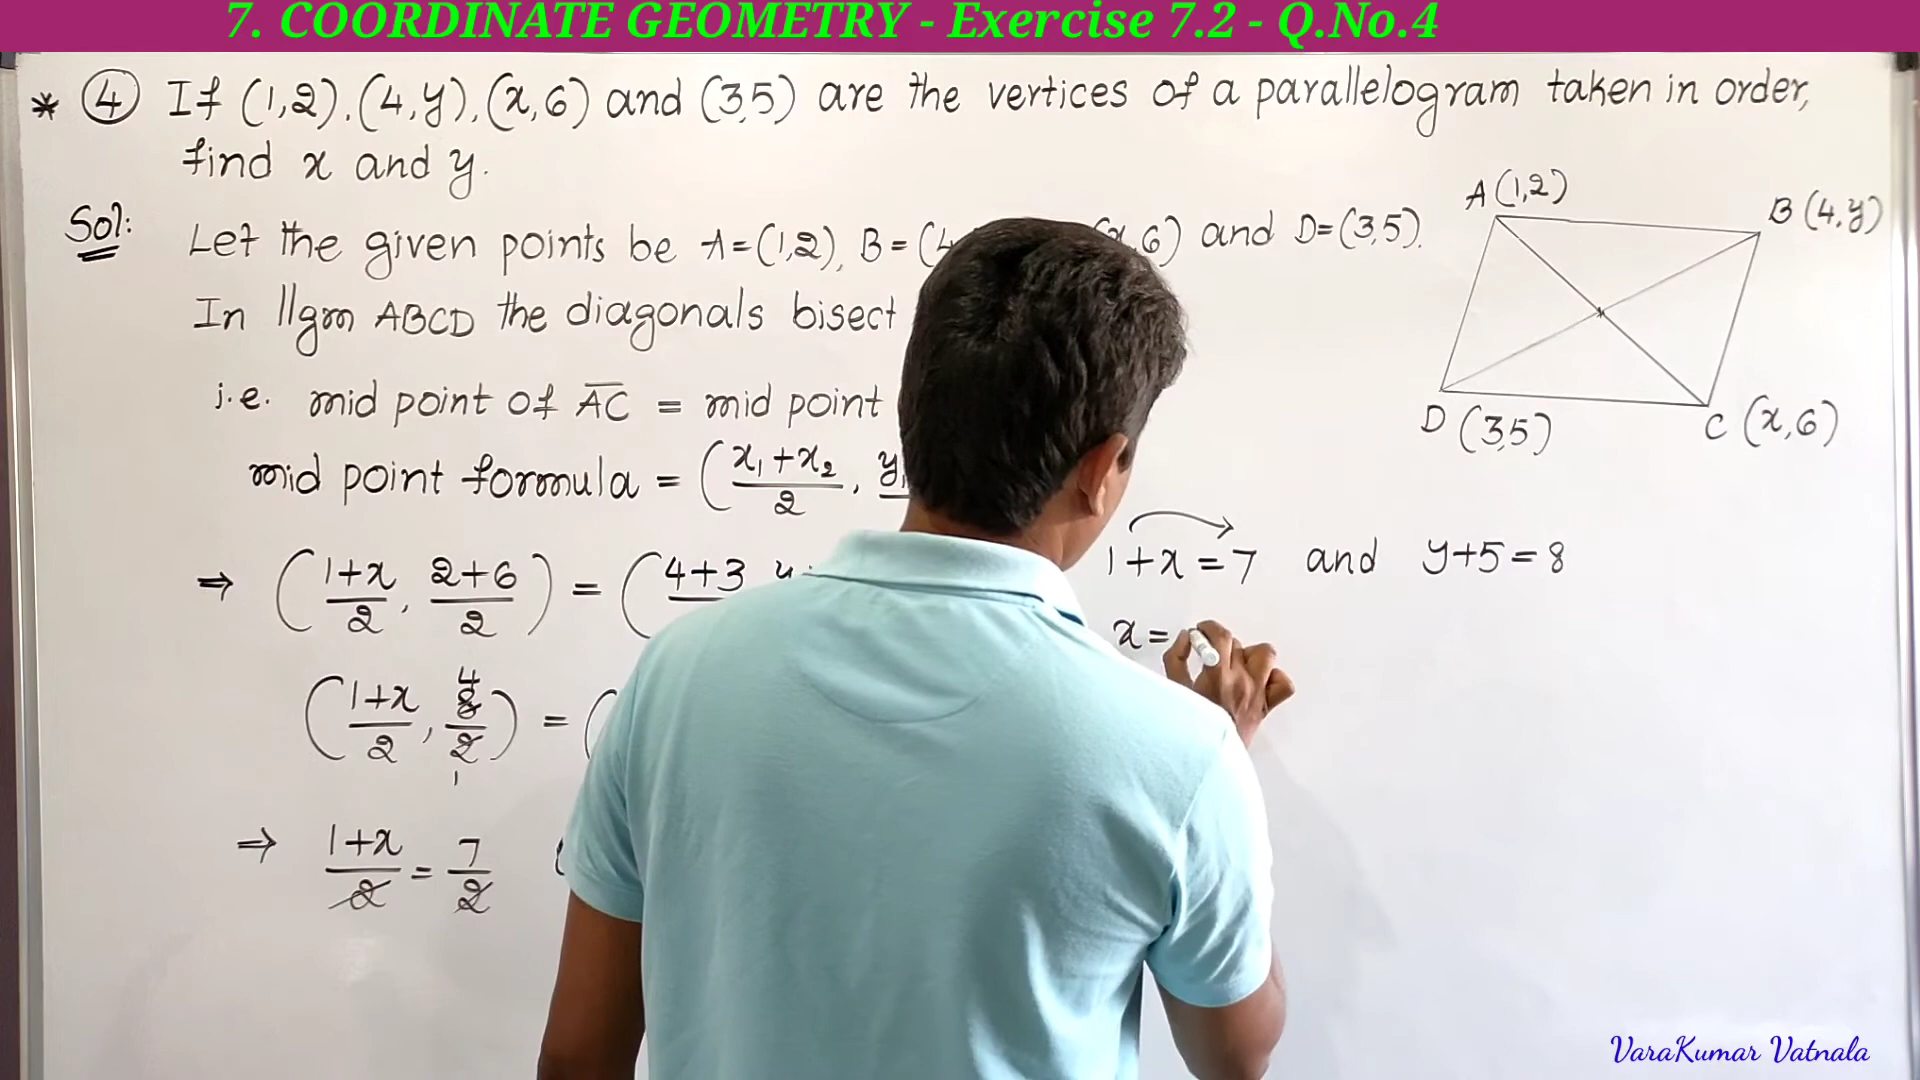 7. COORDINATE GEOMETRY - Exercise 7.2 - Q.No.4
* ④ If (1,2), (4,y), (x,6) and (3,5) are the vertices of a parallelogram taken in order,
find x and y.
Sol: Let the given points be A=(1,2), B=(4 ,6) and D=(3,5).
In ||gm ABCD the diagonals bisect
i.e. mid point of A̅C̅ = mid point
mid point formula = (x₁+x₂/2, y₁
⇒ (1+x/2, 2+6/2) = (4+3 y
(1+x/2, 8/2) = (
4
1
⇒ 1+x/2 = 7/2
1+x=7 and y+5=8
x=
A(1,2)
B(4,y)
D(3,5)
C(x,6)
VaraKumar Vatnala